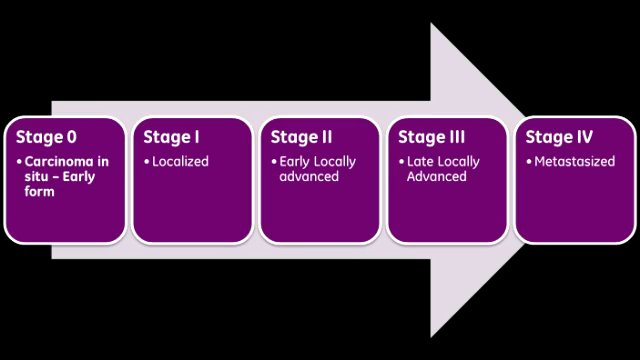 Stage 0
• Carcinoma in
situ – Early
form
Stage I
• Localized
Stage II
• Early Locally
advanced
Stage III
• Late Locally
Advanced
Stage IV
• Metastasized